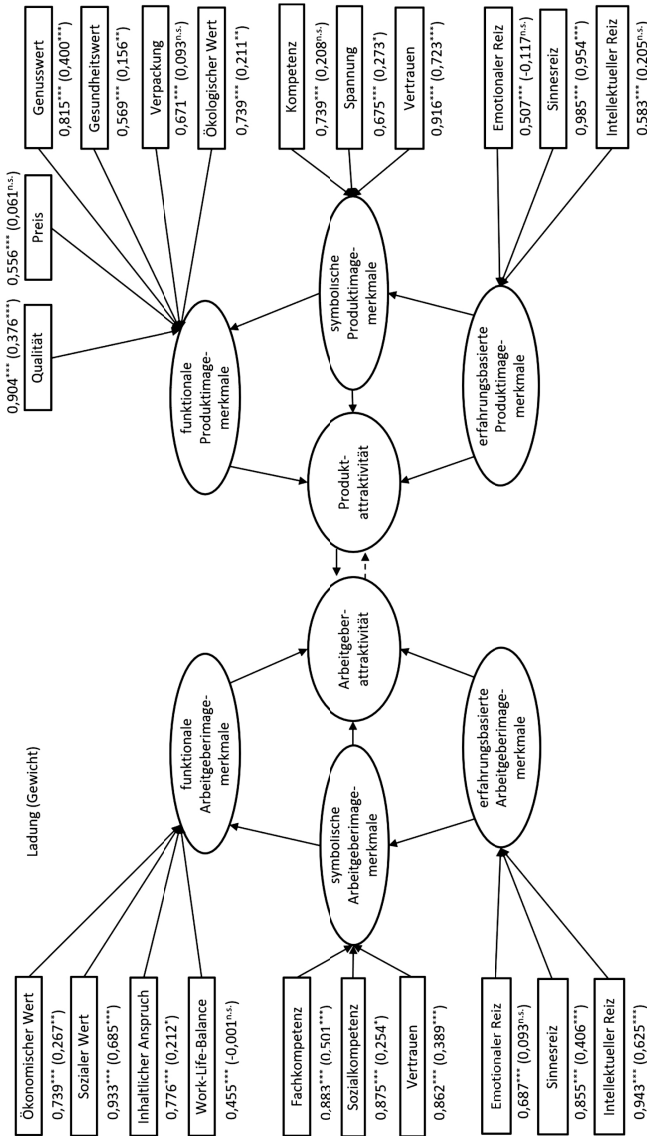 Ladung (Gewicht)
Ökonomischer Wert
0,739*** (0,267**)
Sozialer Wert
0,933*** (0,685***)
Inhaltlicher Anspruch
0,776*** (0,212*)
Work-Life-Balance
0,455*** (-0,001n.s.)
Fachkompetenz
0.883*** (0.501***)
Sozialkompetenz
0,875*** (0,254*)
Vertrauen
0,862*** (0,389***)
Emotionaler Reiz
0,687*** (0,093n.s.)
Sinnesreiz
0,855*** (0,406***)
Intellektueller Reiz
0,943*** (0,625***)
funktionale
Arbeitgeberimage-
merkmale
symbolische
Arbeitgeberimage-
merkmale
erfahrungsbasierte
Arbeitgeberimage-
merkmale
Arbeitgeber-
attraktivität
Produkt-
attraktivität
funktionale
Produktimage-
merkmale
symbolische
Produktimage-
merkmale
erfahrungsbasierte
Produktimage-
merkmale
0,904*** (0,376***)
Qualität
0,556*** (0,061n.s.)
Preis
Genusswert
0,815*** (0,400***)
Gesundheitswert
0,569*** (0,156**)
Verpackung
0,671*** (0,093n.s.)
Ökologischer Wert
0,739*** (0,211**)
Kompetenz
0,739*** (0,208n.s.)
Spannung
0,675*** (0,273*)
Vertrauen
0,916*** (0,723***)
Emotionaler Reiz
0,507*** (-0,117n.s.)
Sinnesreiz
0,985*** (0,954***)
Intellektueller Reiz
0.583*** (0.205n.s.)